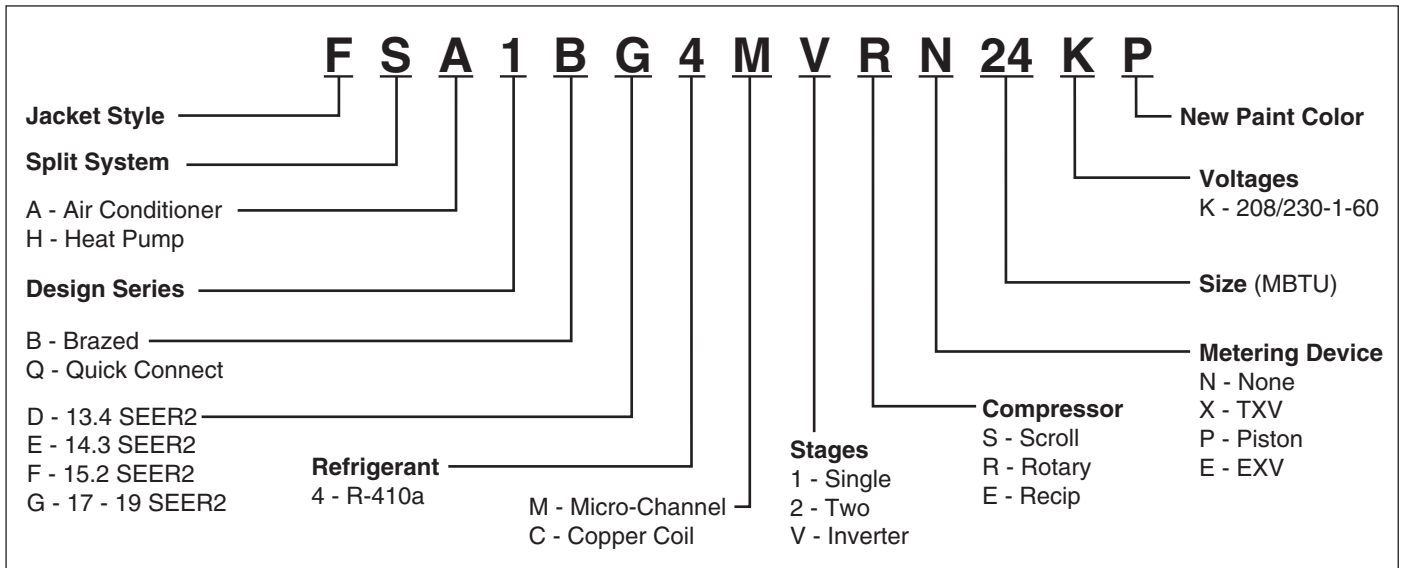 F S A 1 B G 4 M V R N 24 K P
Jacket Style
Split System
A - Air Conditioner
H - Heat Pump
Design Series
B - Brazed
Q - Quick Connect
D - 13.4 SEER2
E - 14.3 SEER2
F - 15.2 SEER2
G - 17 - 19 SEER2
Refrigerant
4 - R-410a
M - Micro-Channel
C - Copper Coil
Stages
1 - Single
2 - Two
V - Inverter
Compressor
S - Scroll
R - Rotary
E - Recip
Metering Device
N - None
X - TXV
P - Piston
E - EXV
Size (MBTU)
Voltages
K - 208/230-1-60
New Paint Color